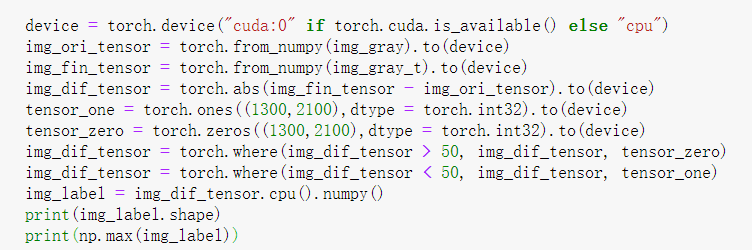 device = torch.device("cuda:0" if torch.cuda.is_available() else "cpu")
img_ori_tensor = torch.from_numpy(img_gray).to(device)
img_fin_tensor = torch.from_numpy(img_gray_t).to(device)
img_dif_tensor = torch.abs(img_fin_tensor - img_ori_tensor).to(device)
tensor_one = torch.ones((1300,2100),dtype = torch.int32).to(device)
tensor_zero = torch.zeros((1300,2100),dtype = torch.int32).to(device)
img_dif_tensor = torch.where(img_dif_tensor > 50, img_dif_tensor, tensor_zero)
img_dif_tensor = torch.where(img_dif_tensor < 50, img_dif_tensor, tensor_one)
img_label = img_dif_tensor.cpu().numpy()
print(img_label.shape)
print(np.max(img_label))